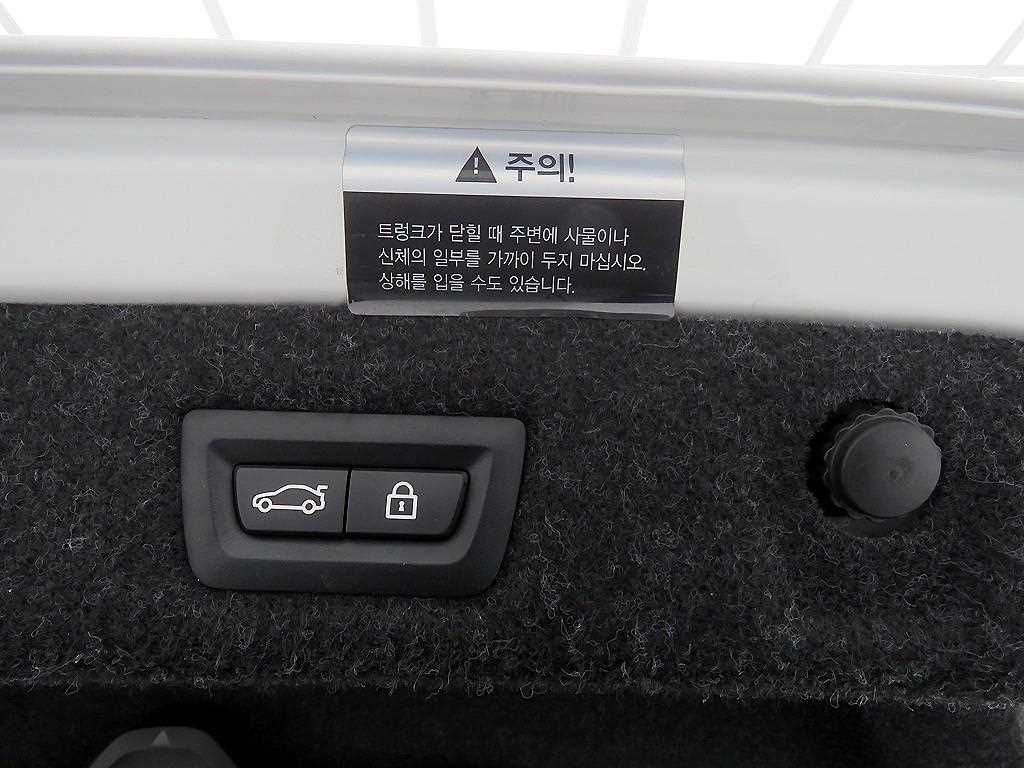 주의!
트렁크가 닫힐 때 주변에 사물이나
신체의 일부를 가까이 두지 마십시오.
상해를 입을 수도 있습니다.